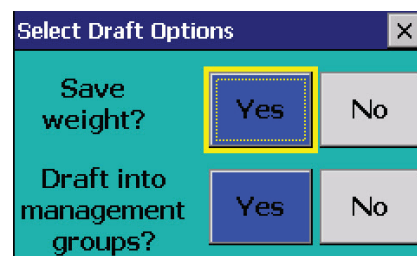 Select Draft Options
Save
weight?
Yes
No
Draft into
management
groups?
Yes
No